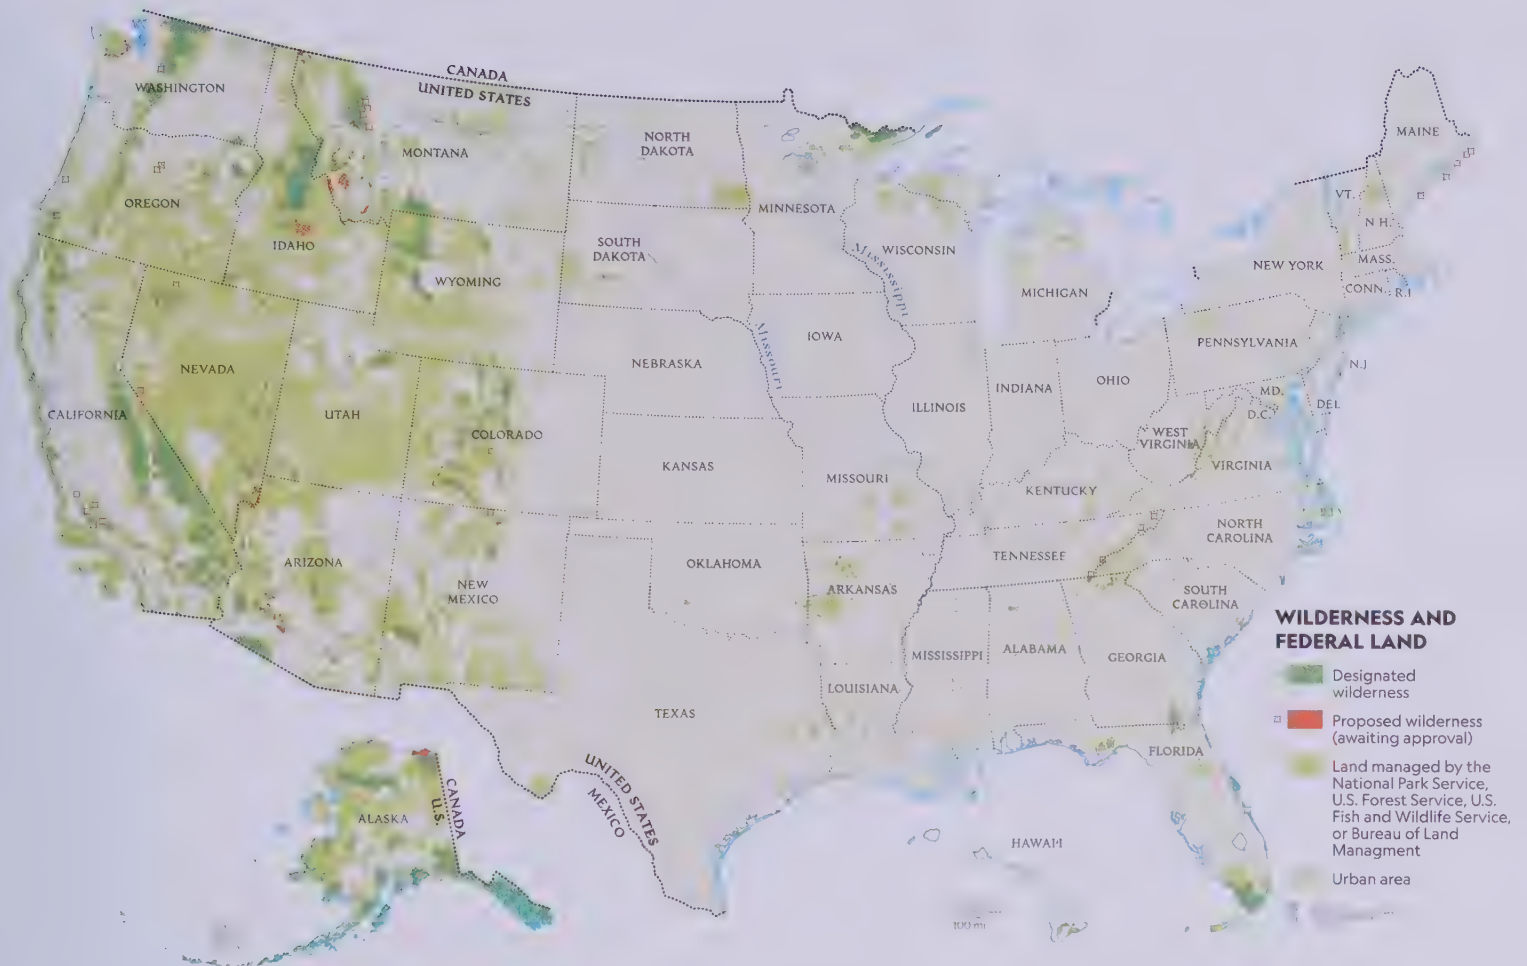 CANADA
UNITED STATES
WASHINGTON
MONTANA
NORTH
DAKOTA
MAINE
OREGON
IDAHO
MINNESOTA
VT.
N H.
SOUTH
DAKOTA
WISCONSIN
Mississippi
NEW YORK
MASS.
CONN.
R.I
WYOMING
MICHIGAN
IOWA
Missouri
NEBRASKA
PENNSYLVANIA
NEVADA
N.J
OHIO
INDIANA
MD.
D.C.
DEL
CALIFORNIA
UTAH
COLORADO
ILLINOIS
WEST
VIRGINIA
VIRGINIA
KANSAS
MISSOURI
KENTUCKY
NORTH
CAROLINA
ARIZONA
NEW
MEXICO
OKLAHOMA
TENNESSEE
ARKANSAS
SOUTH
CAROLINA
MISSISSIPPI
ALABAMA
GEORGIA
LOUISIANA
TEXAS
FLORIDA
UNITED STATES
MEXICO
CANADA
U.S.
ALASKA
HAWAI'I
100 mi
WILDERNESS AND
FEDERAL LAND
Designated
wilderness
Proposed wilderness
(awaiting approval)
Land managed by the
National Park Service,
U.S. Forest Service, U.S.
Fish and Wildlife Service,
or Bureau of Land
Managment
Urban area